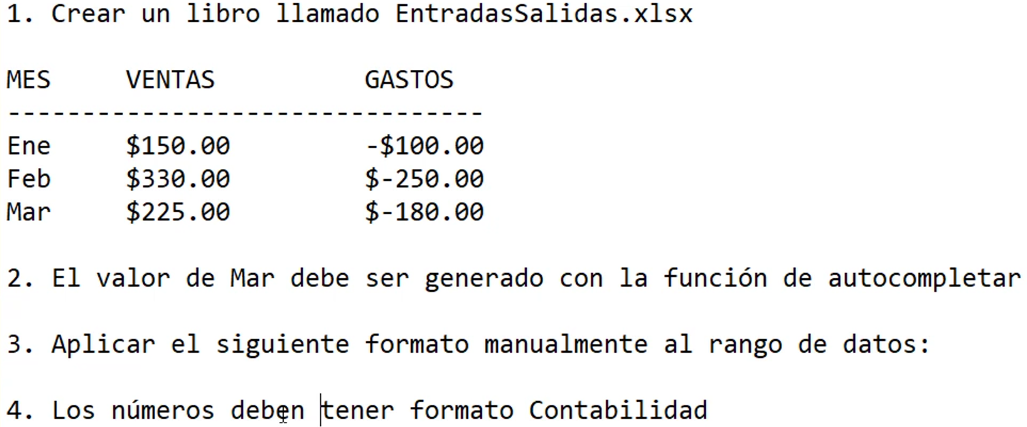 1. Crear un libro llamado EntradasSalidas.xlsx
MES VENTAS GASTOS
--------------------------------
Ene $150.00 -$100.00
Feb $330.00 $-250.00
Mar $225.00 $-180.00
2. El valor de Mar debe ser generado con la función de autocompletar
3. Aplicar el siguiente formato manualmente al rango de datos:
4. Los números deben tener formato Contabilidad